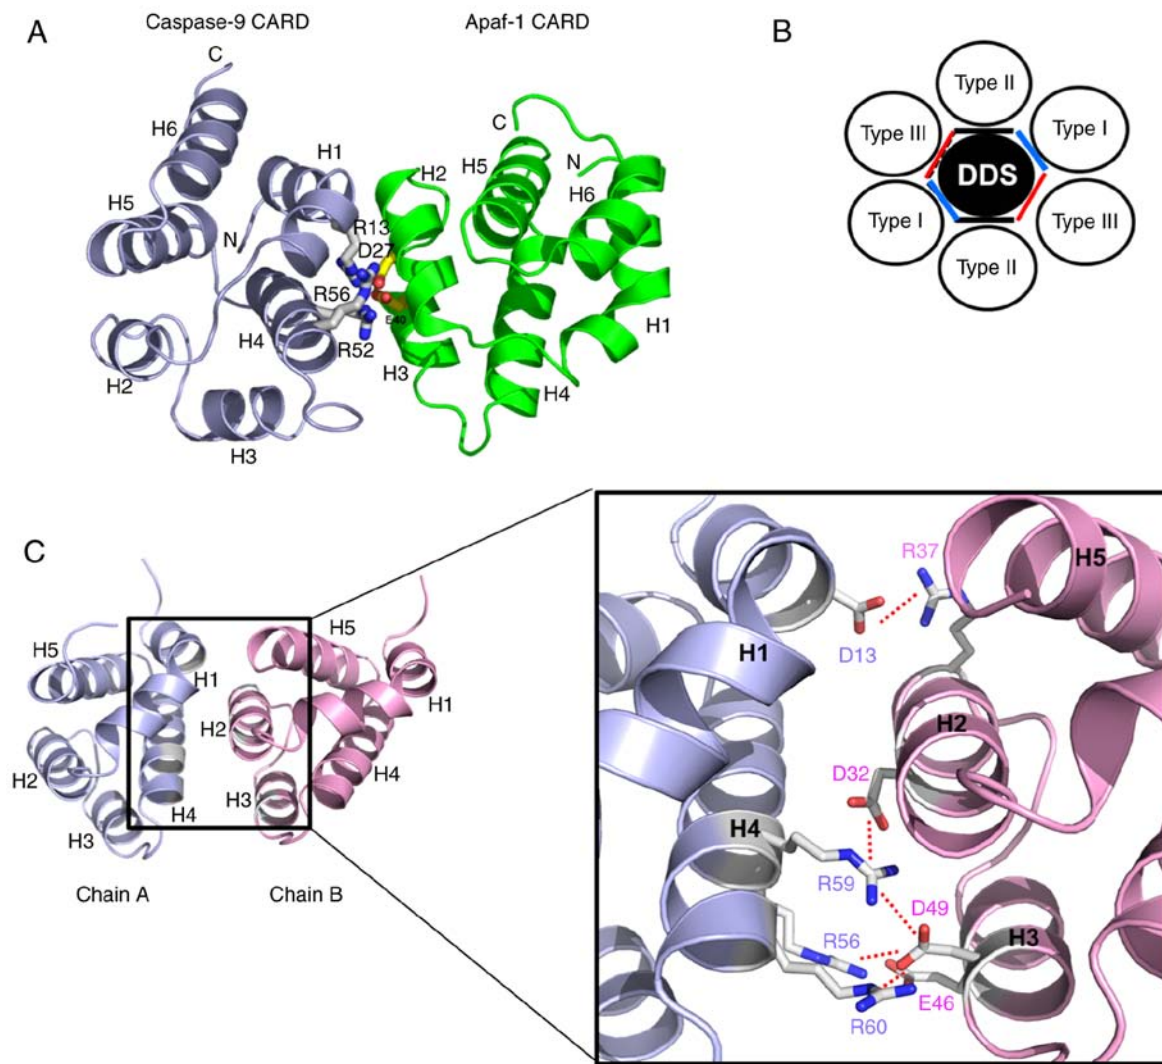 A
Caspase-9 CARD
Apaf-1 CARD
C
H6
H1
H5
N
R13
D27
R56
R52
E40
H4
H2
H3
C
H2
H5
N
H6
H1
H3
H4
B
Type II
Type III
Type I
DDS
Type I
Type III
Type II
C
H5
H1
H2
H3
H4
Chain A
H5
H1
H2
H3
H4
Chain B
R37
H5
D13
H1
H2
D32
H4
R59
D49
R56
H3
E46
R60